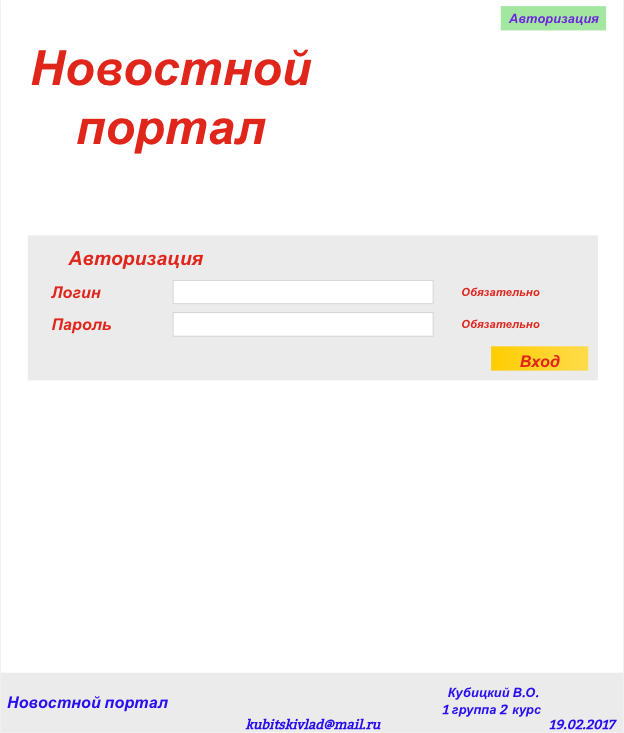 Авторизация
Новостной
портал
Авторизация
Логин
Обязательно
Пароль
Обязательно
Вход
Новостной портал
kubitskivlad@mail.ru
Кубицкий В.О.
1 группа 2 курс
19.02.2017